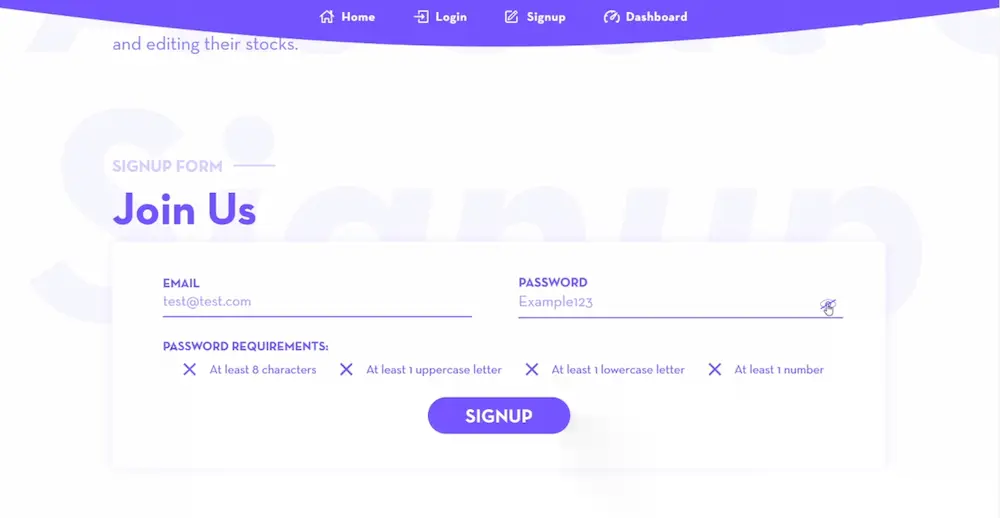 Home Login Signup Dashboard
and editing their stocks.
Signup
SIGNUP FORM
Join Us
EMAIL PASSWORD
test@test.com Example123
PASSWORD REQUIREMENTS:
At least 8 characters At least 1 uppercase letter At least 1 lowercase letter At least 1 number
SIGNUP